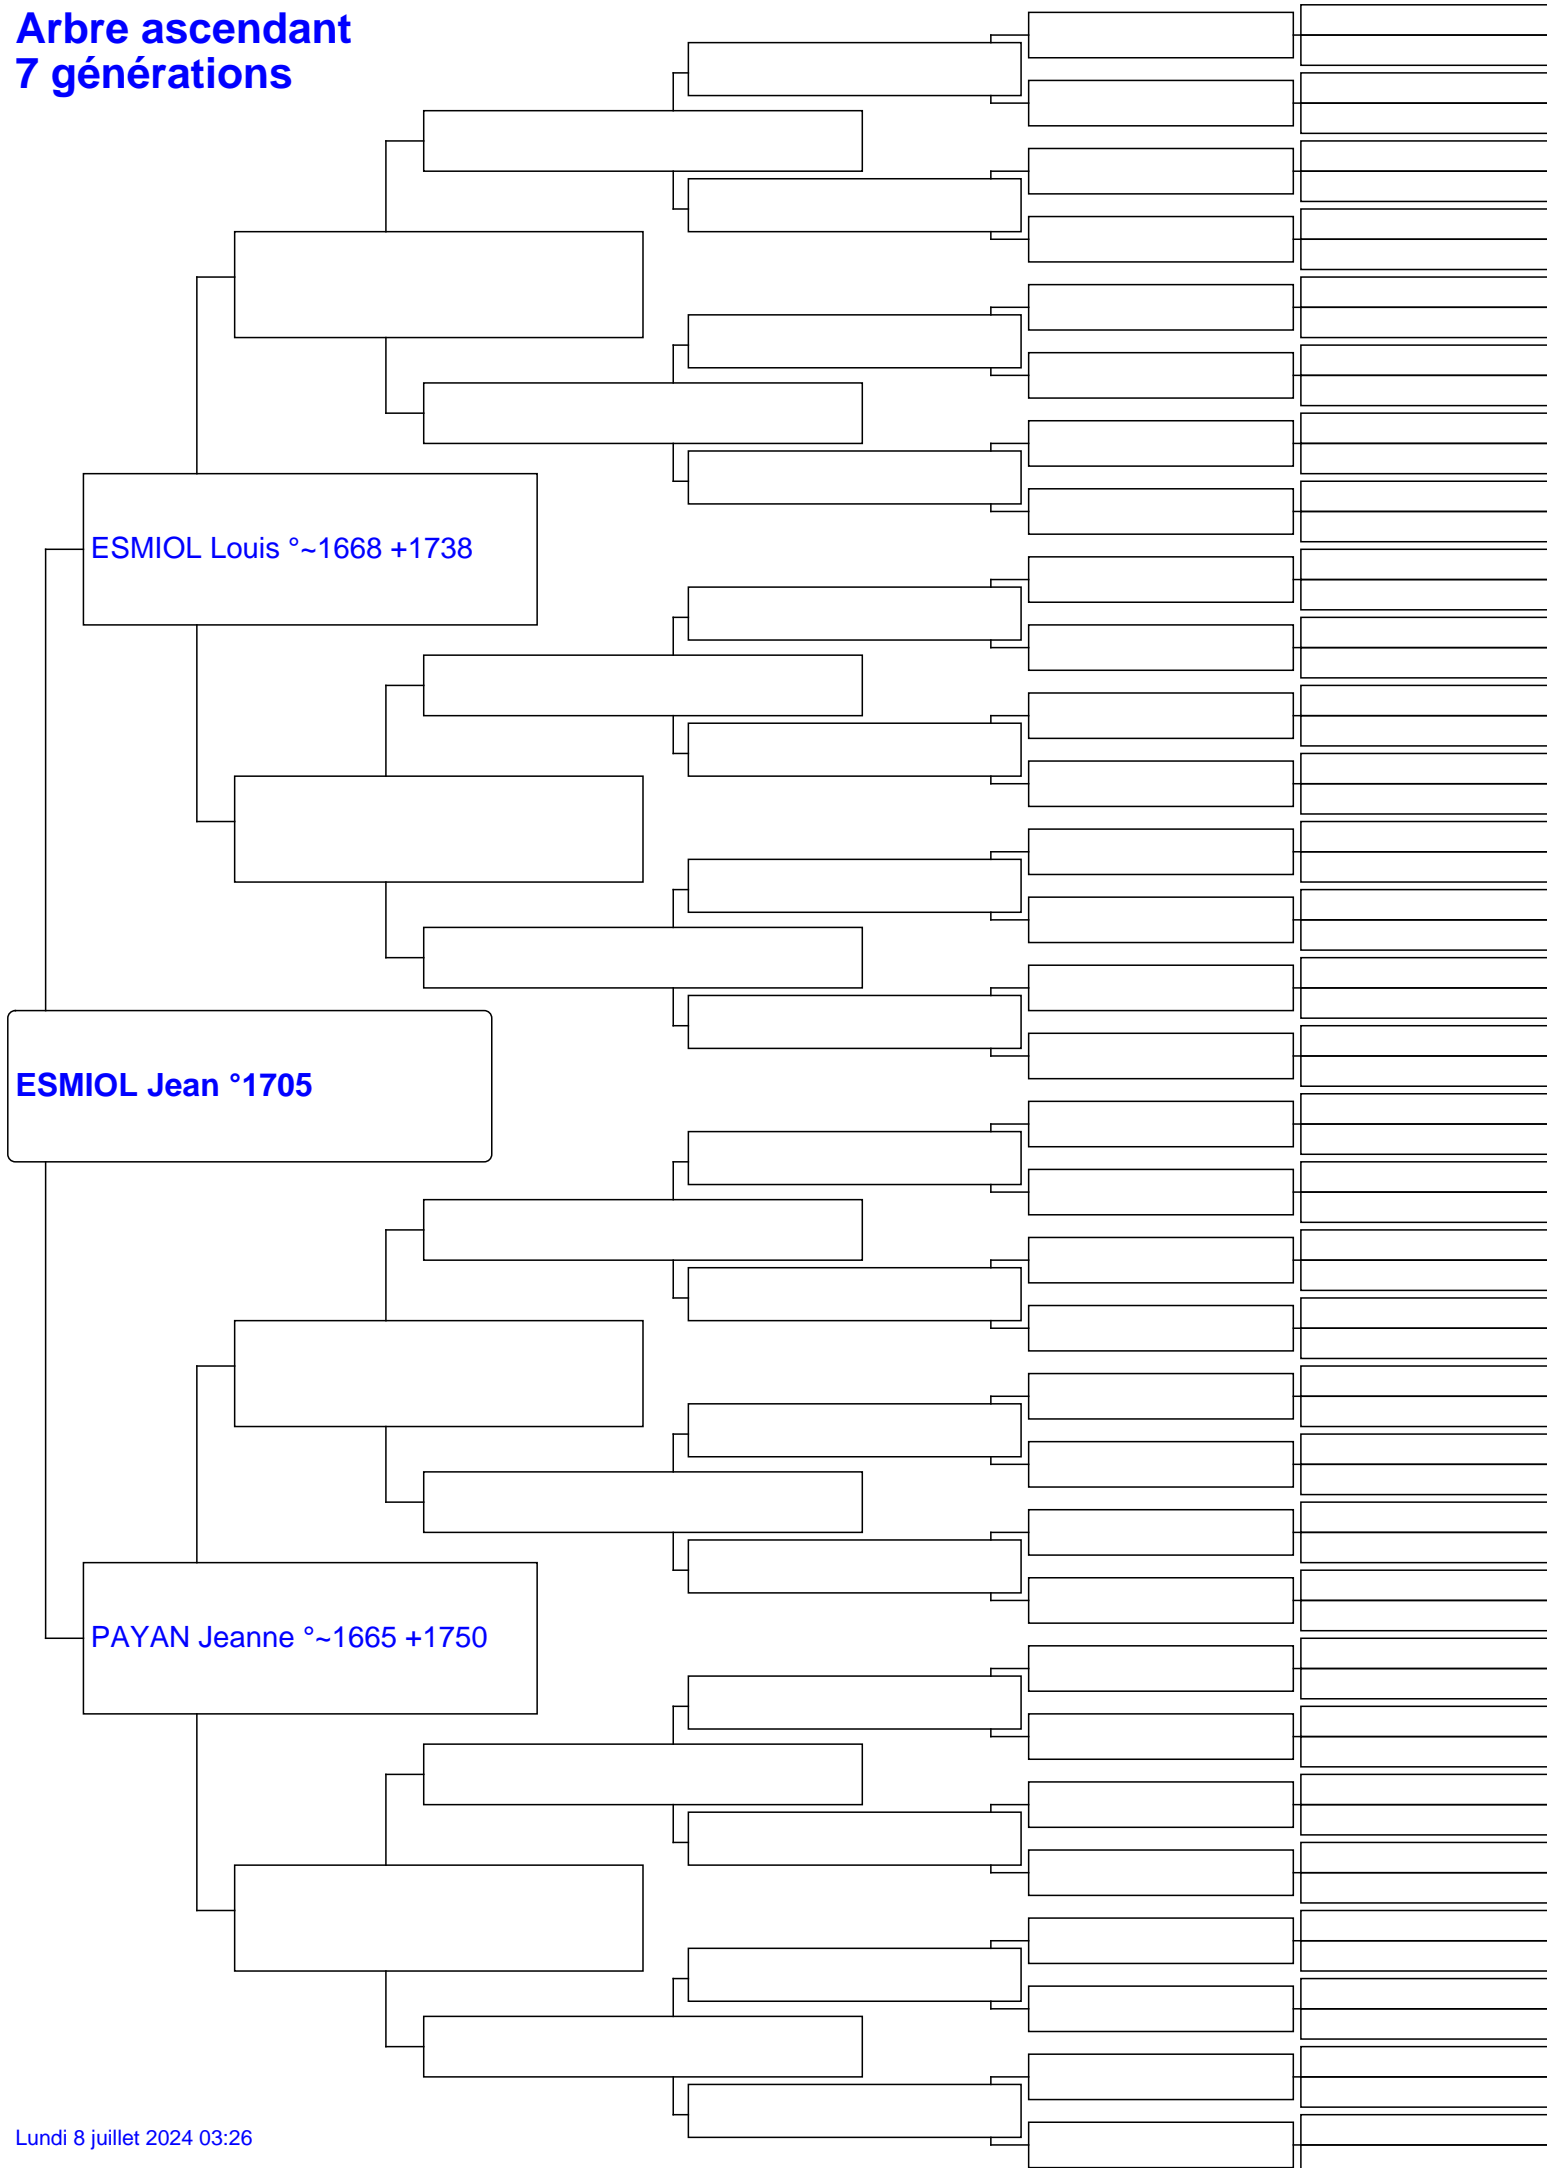 Arbre ascendant
7 générations
ESMIOL Louis °~1668 +1738
ESMIOL Jean °1705
PAYAN Jeanne °~1665 +1750
Lundi 8 juillet 2024 03:26